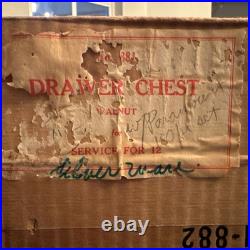 No. 882
DRAWER CHEST
WALNUT
for
SERVICE FOR 12
Silver ware
-882